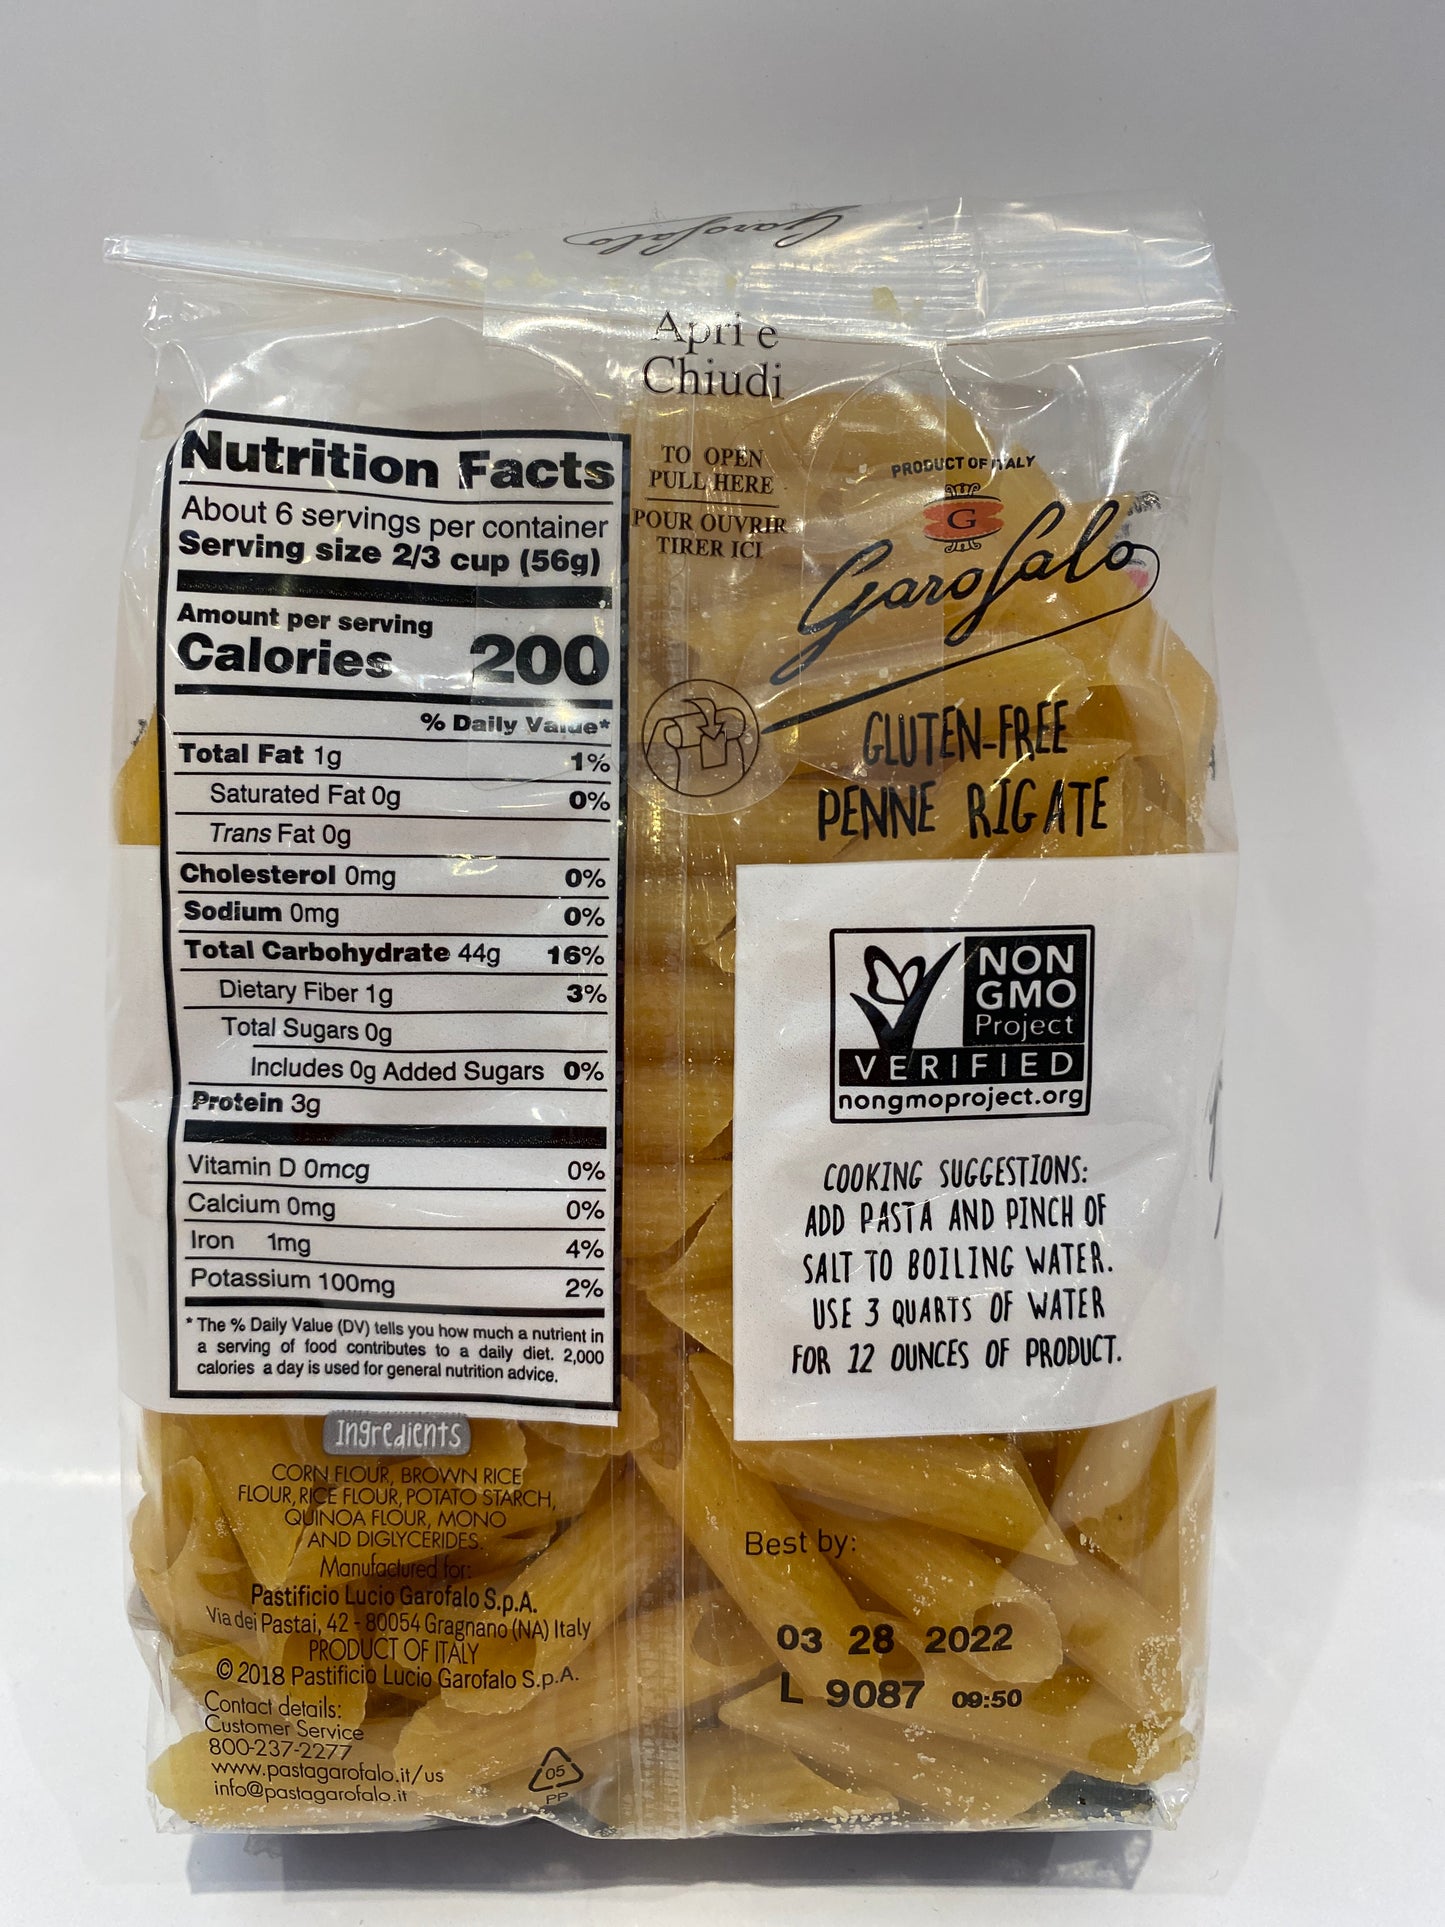 Garofalo
Apri e
Chiudi
TO OPEN
PULL HERE
POUR OUVRIR
TIRER ICI
Nutrition Facts
About 6 servings per container
Serving size 2/3 cup (56g)
Amount per serving
Calories 200
% Daily Value*
Total Fat 1g 1%
Saturated Fat 0g 0%
Trans Fat 0g
Cholesterol 0mg 0%
Sodium 0mg 0%
Total Carbohydrate 44g 16%
Dietary Fiber 1g 3%
Total Sugars 0g
Includes 0g Added Sugars 0%
Protein 3g
Vitamin D 0mcg 0%
Calcium 0mg 0%
Iron 1mg 4%
Potassium 100mg 2%
* The % Daily Value (DV) tells you how much a nutrient in
a serving of food contributes to a daily diet. 2,000
calories a day is used for general nutrition advice.
Ingredients
CORN FLOUR, BROWN RICE
FLOUR, RICE FLOUR, POTATO STARCH,
QUINOA FLOUR, MONO
AND DIGLYCERIDES.
Manufactured for:
Pastificio Lucio Garofalo S.p.A.
Via dei Pastai, 42 - 80054 Gragnano (NA) Italy
PRODUCT OF ITALY
© 2018 Pastificio Lucio Garofalo S.p.A.
Contact details:
Customer Service
800-237-2277
www.pastagarofalo.it/us
info@pastagarofalo.it
05
PP
PRODUCT OF ITALY
G
Garofalo
GLUTEN-FREE
PENNE RIGATE
NON
GMO
Project
VERIFIED
nongmoproject.org
COOKING SUGGESTIONS:
ADD PASTA AND PINCH OF
SALT TO BOILING WATER.
USE 3 QUARTS OF WATER
FOR 12 OUNCES OF PRODUCT.
Best by:
03 28 2022
L 9087 09:50